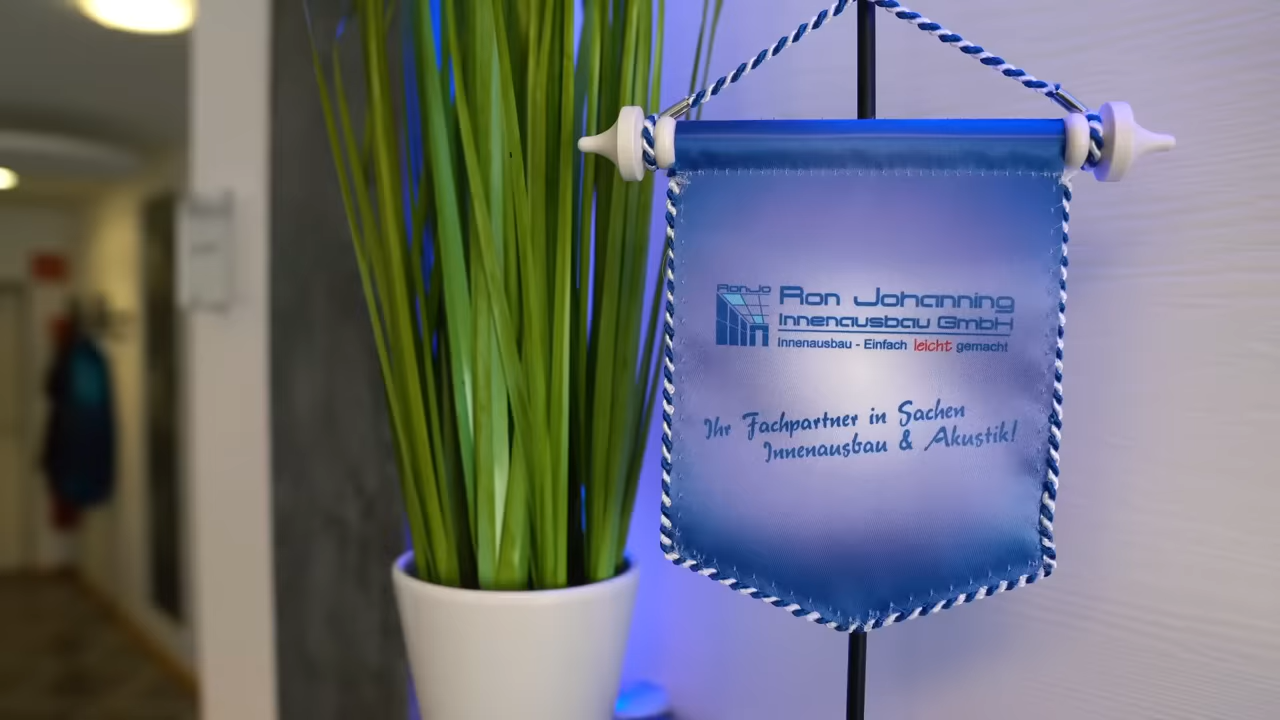 RonJo
Ron Johanning
Innenausbau GmbH
Innenausbau - Einfach leicht gemacht
Ihr Fachpartner in Sachen
Innenausbau & Akustik!